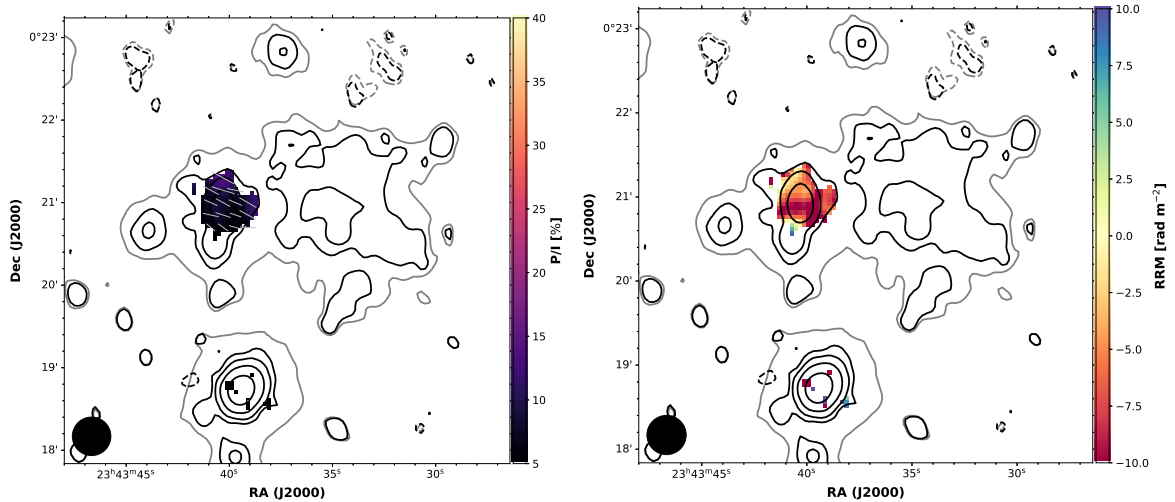 0°23'
22'
21'
20'
19'
18'
Dec (J2000)
23ʰ43ᵐ45ˢ
40ˢ
35ˢ
30ˢ
RA (J2000)
40
35
30
25
20
15
10
5
P/I [%]
0°23'
22'
21'
20'
19'
18'
Dec (J2000)
23ʰ43ᵐ45ˢ
40ˢ
35ˢ
30ˢ
RA (J2000)
10.0
7.5
5.0
2.5
0.0
−2.5
−5.0
−7.5
−10.0
RRM [rad m⁻²]